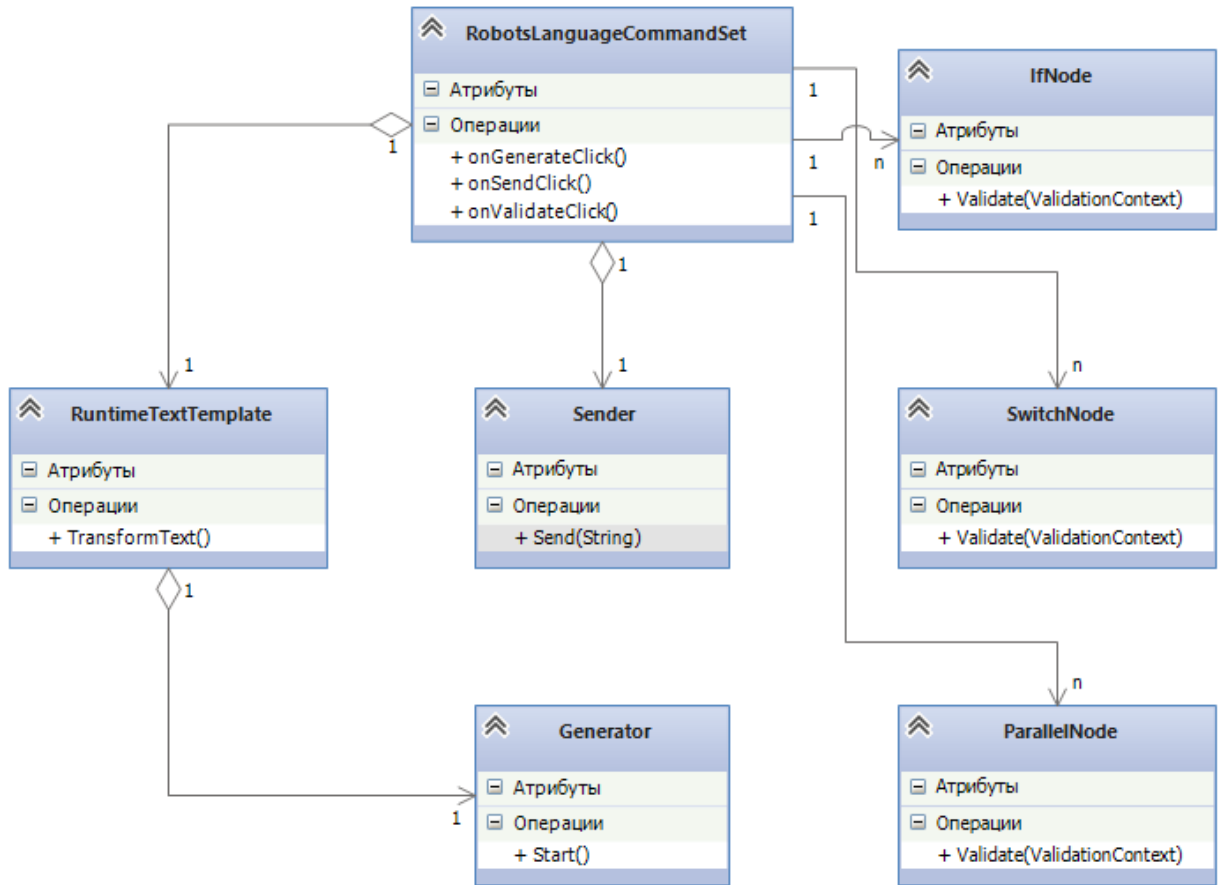 RobotsLanguageCommandSet
Атрибуты
Операции
+ onGenerateClick()
+ onSendClick()
+ onValidateClick()
1
1
1
1
1
n
IfNode
Атрибуты
Операции
+ Validate(ValidationContext)
1
1
n
RuntimeTextTemplate
Атрибуты
Операции
+ TransformText()
1
Sender
Атрибуты
Операции
+ Send(String)
SwitchNode
Атрибуты
Операции
+ Validate(ValidationContext)
n
Generator
Атрибуты
Операции
+ Start()
1
ParallelNode
Атрибуты
Операции
+ Validate(ValidationContext)